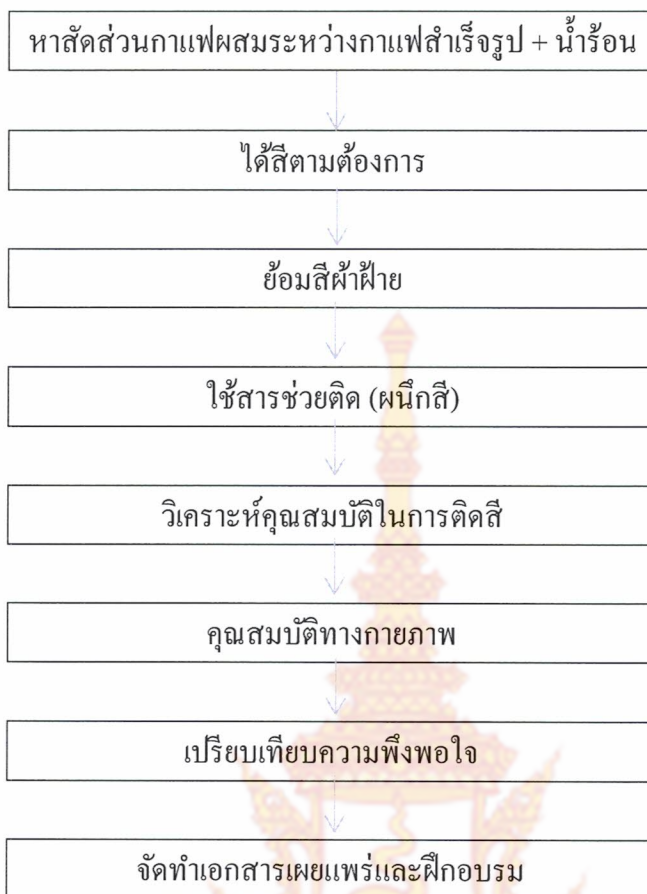 หาสัดส่วนกาแฟผสมระหว่างกาแฟสำเร็จรูป + น้ำร้อน
ได้สีตามต้องการ
ย้อมสีผ้าฝ้าย
ใช้สารช่วยติด (ผนึกสี)
วิเคราะห์คุณสมบัติในการติดสี
คุณสมบัติทางกายภาพ
เปรียบเทียบความพึงพอใจ
จัดทำเอกสารเผยแพร่และฝึกอบรม